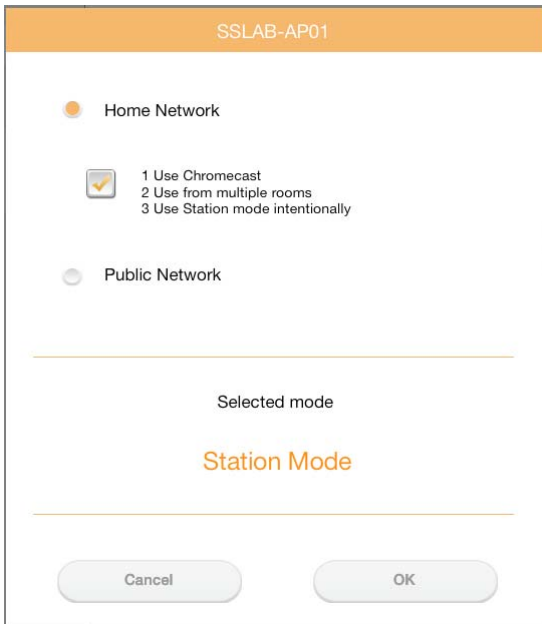 SSLAB-AP01
Home Network
1 Use Chromecast
2 Use from multiple rooms
3 Use Station mode intentionally
Public Network
Selected mode
Station Mode
Cancel OK